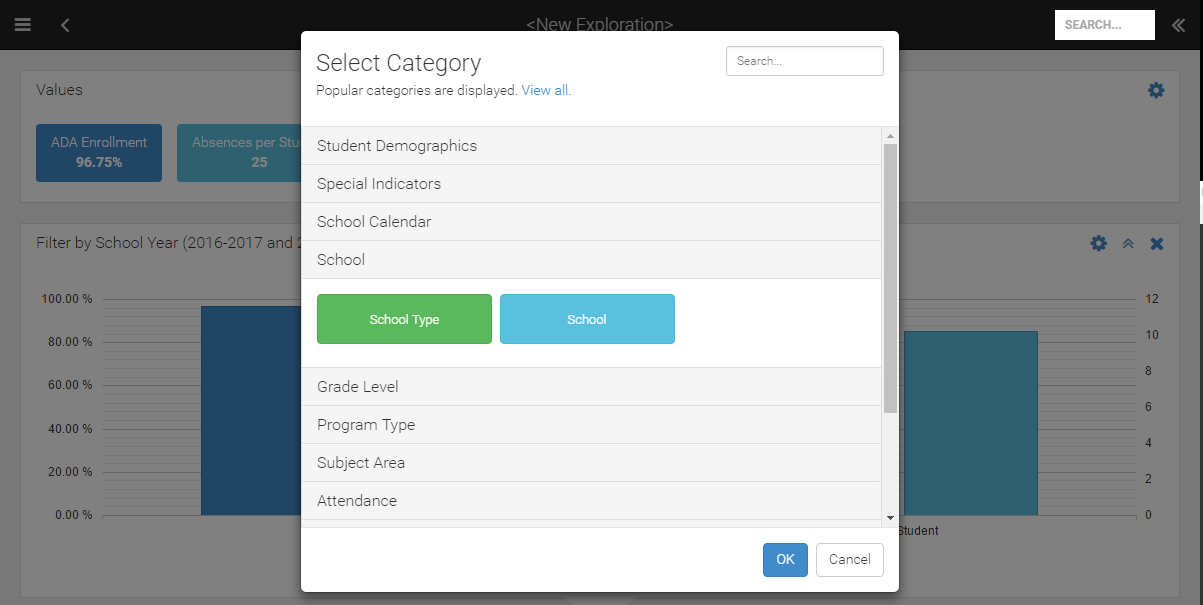 <New Exploration>
SEARCH...
Values
ADA Enrollment
96.75%
Absences per Stu
25
Select Category
Search...
Popular categories are displayed. View all.
Student Demographics
Special Indicators
School Calendar
School
School Type
School
Grade Level
Program Type
Subject Area
Attendance
OK
Cancel
Filter by School Year (2016-2017 and 2
100.00 %
80.00 %
60.00 %
40.00 %
20.00 %
0.00 %
12
10
8
6
4
2
0
Student